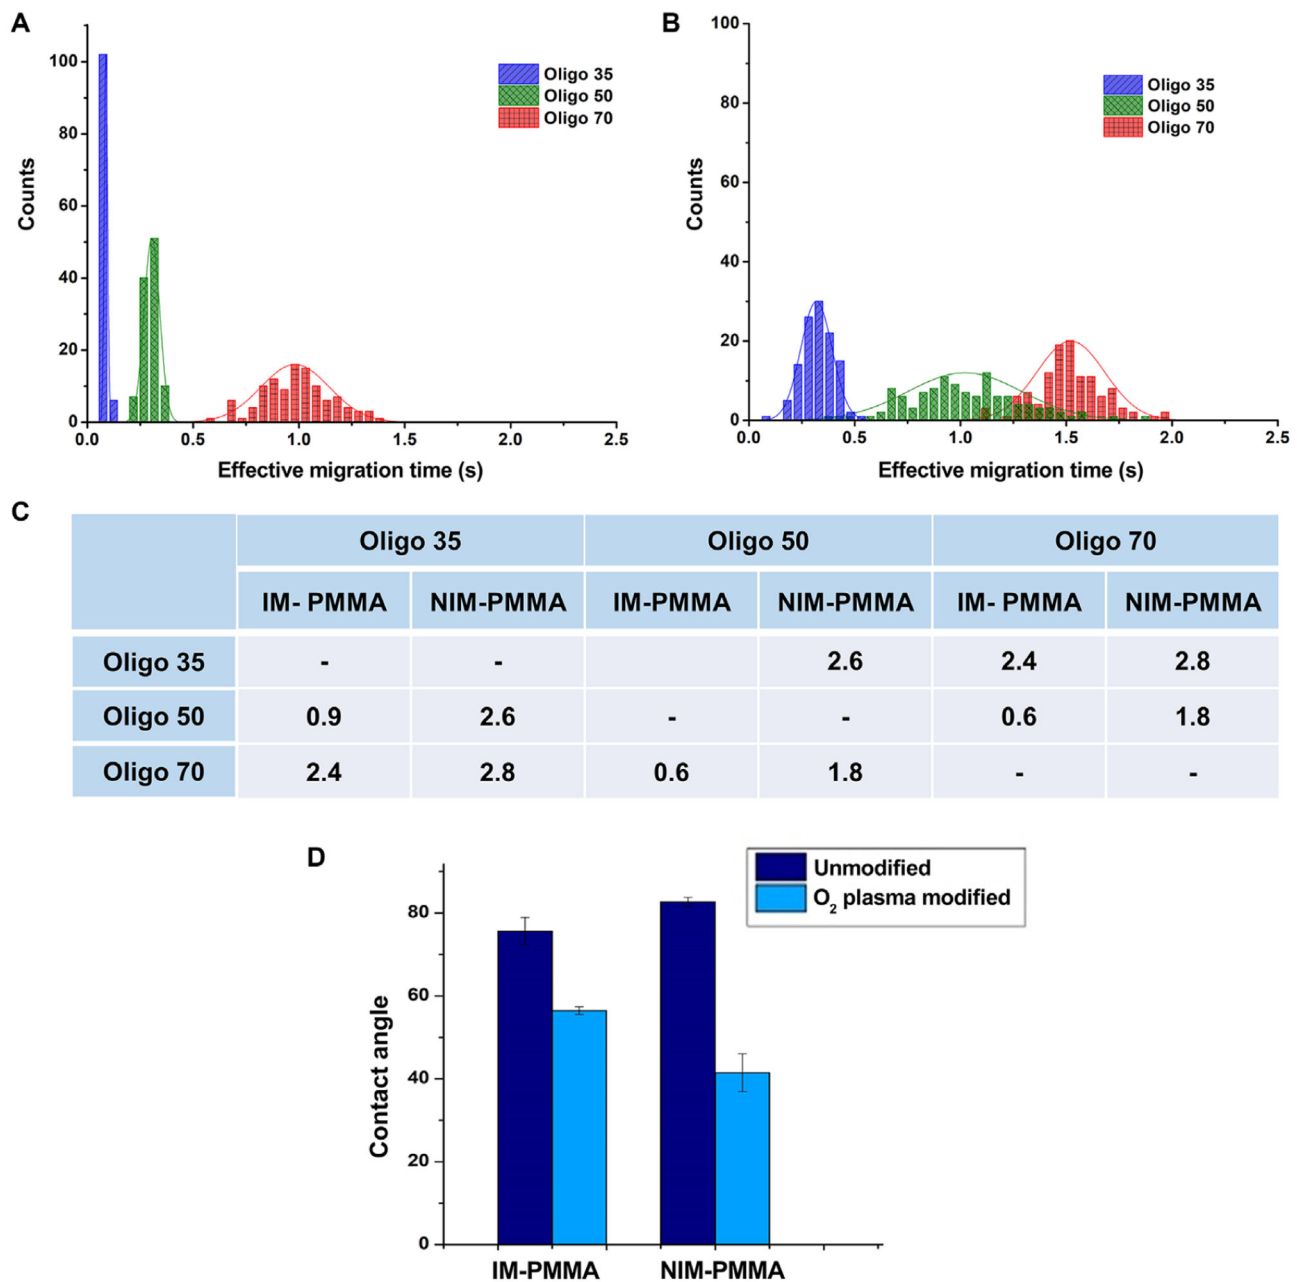 A
Oligo 35
Oligo 50
Oligo 70
100
80
60
40
20
0
Counts
0.0 0.5 1.0 1.5 2.0 2.5
Effective migration time (s)
B
Oligo 35
Oligo 50
Oligo 70
100
80
60
40
20
0
Counts
0.0 0.5 1.0 1.5 2.0 2.5
Effective migration time (s)
C
Oligo 35 Oligo 50 Oligo 70
IM- PMMA NIM-PMMA IM-PMMA NIM-PMMA IM- PMMA NIM-PMMA
Oligo 35 - - 2.6 2.4 2.8
Oligo 50 0.9 2.6 - - 0.6 1.8
Oligo 70 2.4 2.8 0.6 1.8 - -
D
Unmodified
O₂ plasma modified
80
60
40
20
0
Contact angle
IM-PMMA NIM-PMMA